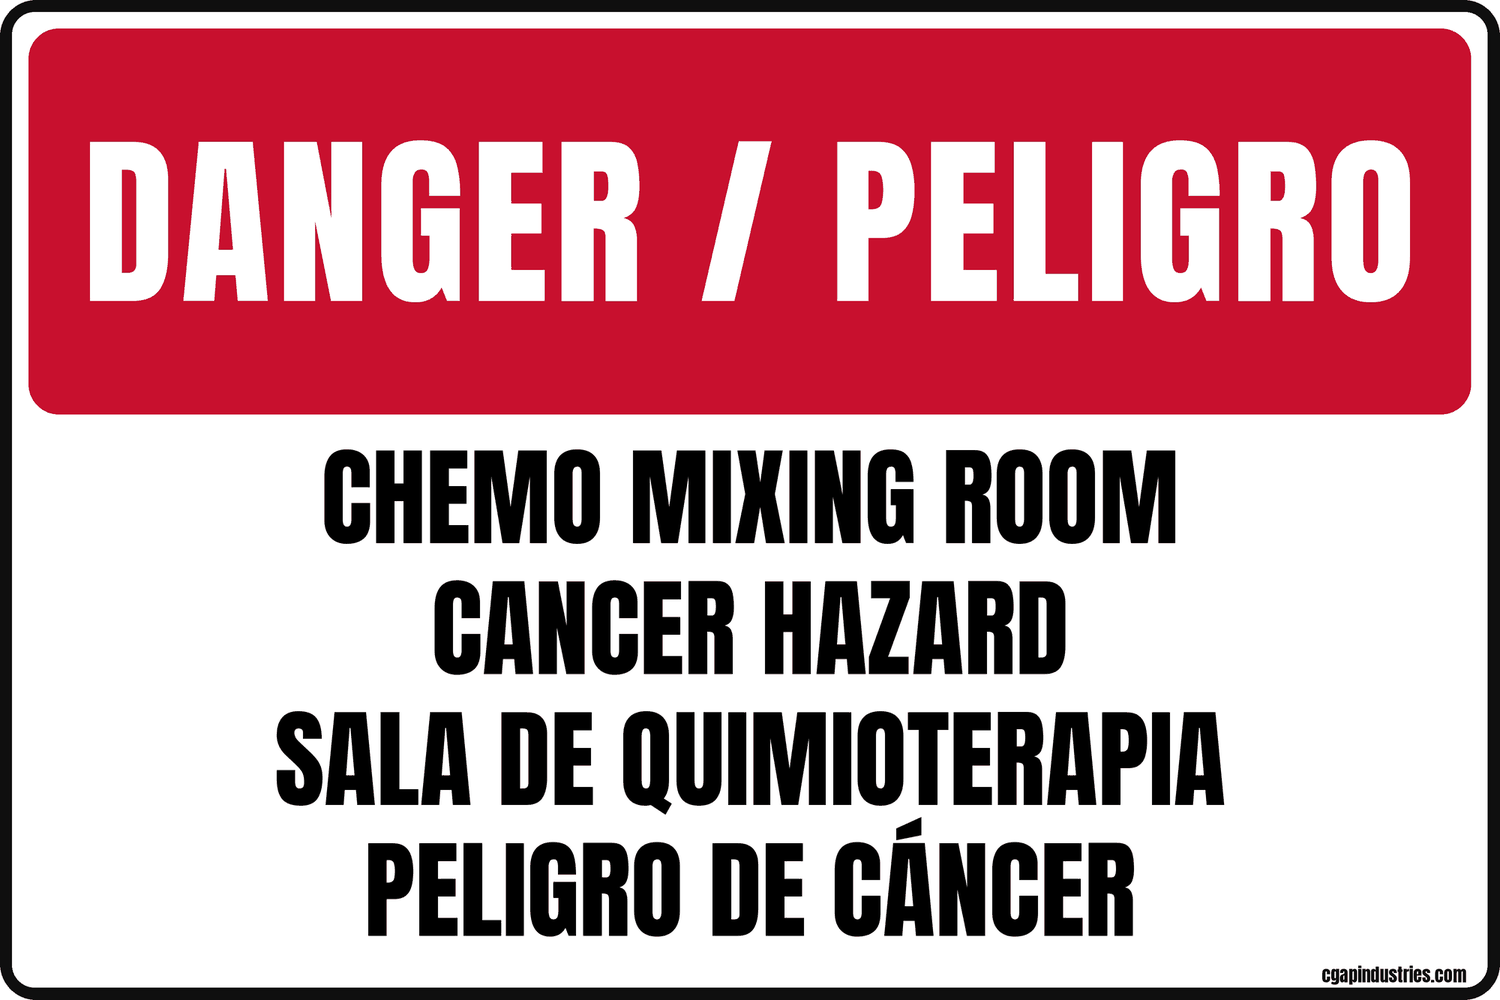 DANGER / PELIGRO
CHEMO MIXING ROOM
CANCER HAZARD
SALA DE QUIMIOTERAPIA
PELIGRO DE CÁNCER
cgapindustries.com